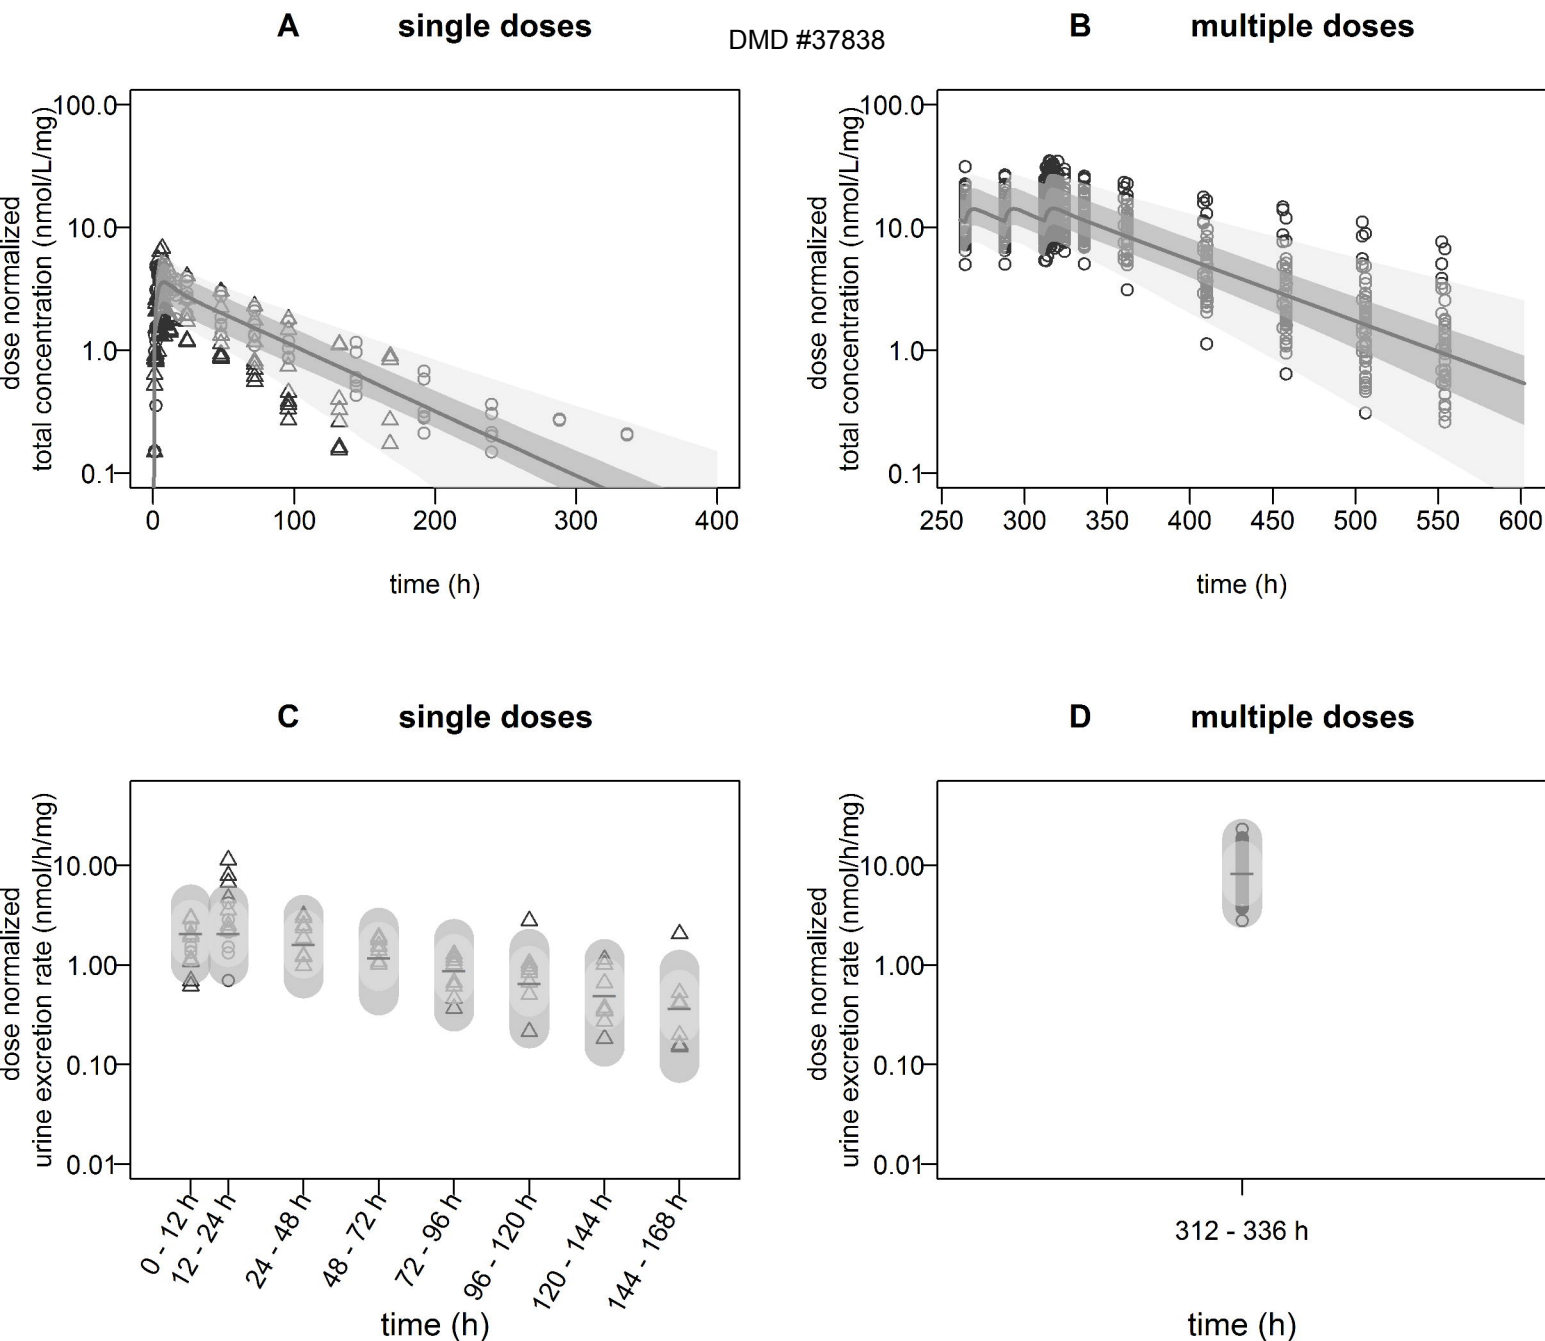 DMD #37838
A single doses
dose normalized
total concentration (nmol/L/mg)
100.0
10.0
1.0
0.1
0 100 200 300 400
time (h)
B multiple doses
dose normalized
total concentration (nmol/L/mg)
100.0
10.0
1.0
0.1
250 300 350 400 450 500 550 600
time (h)
C single doses
dose normalized
urine excretion rate (nmol/h/mg)
10.00
1.00
0.10
0.01
0 - 12 h
12 - 24 h
24 - 48 h
48 - 72 h
72 - 96 h
96 - 120 h
120 - 144 h
144 - 168 h
time (h)
D multiple doses
dose normalized
urine excretion rate (nmol/h/mg)
10.00
1.00
0.10
0.01
312 - 336 h
time (h)